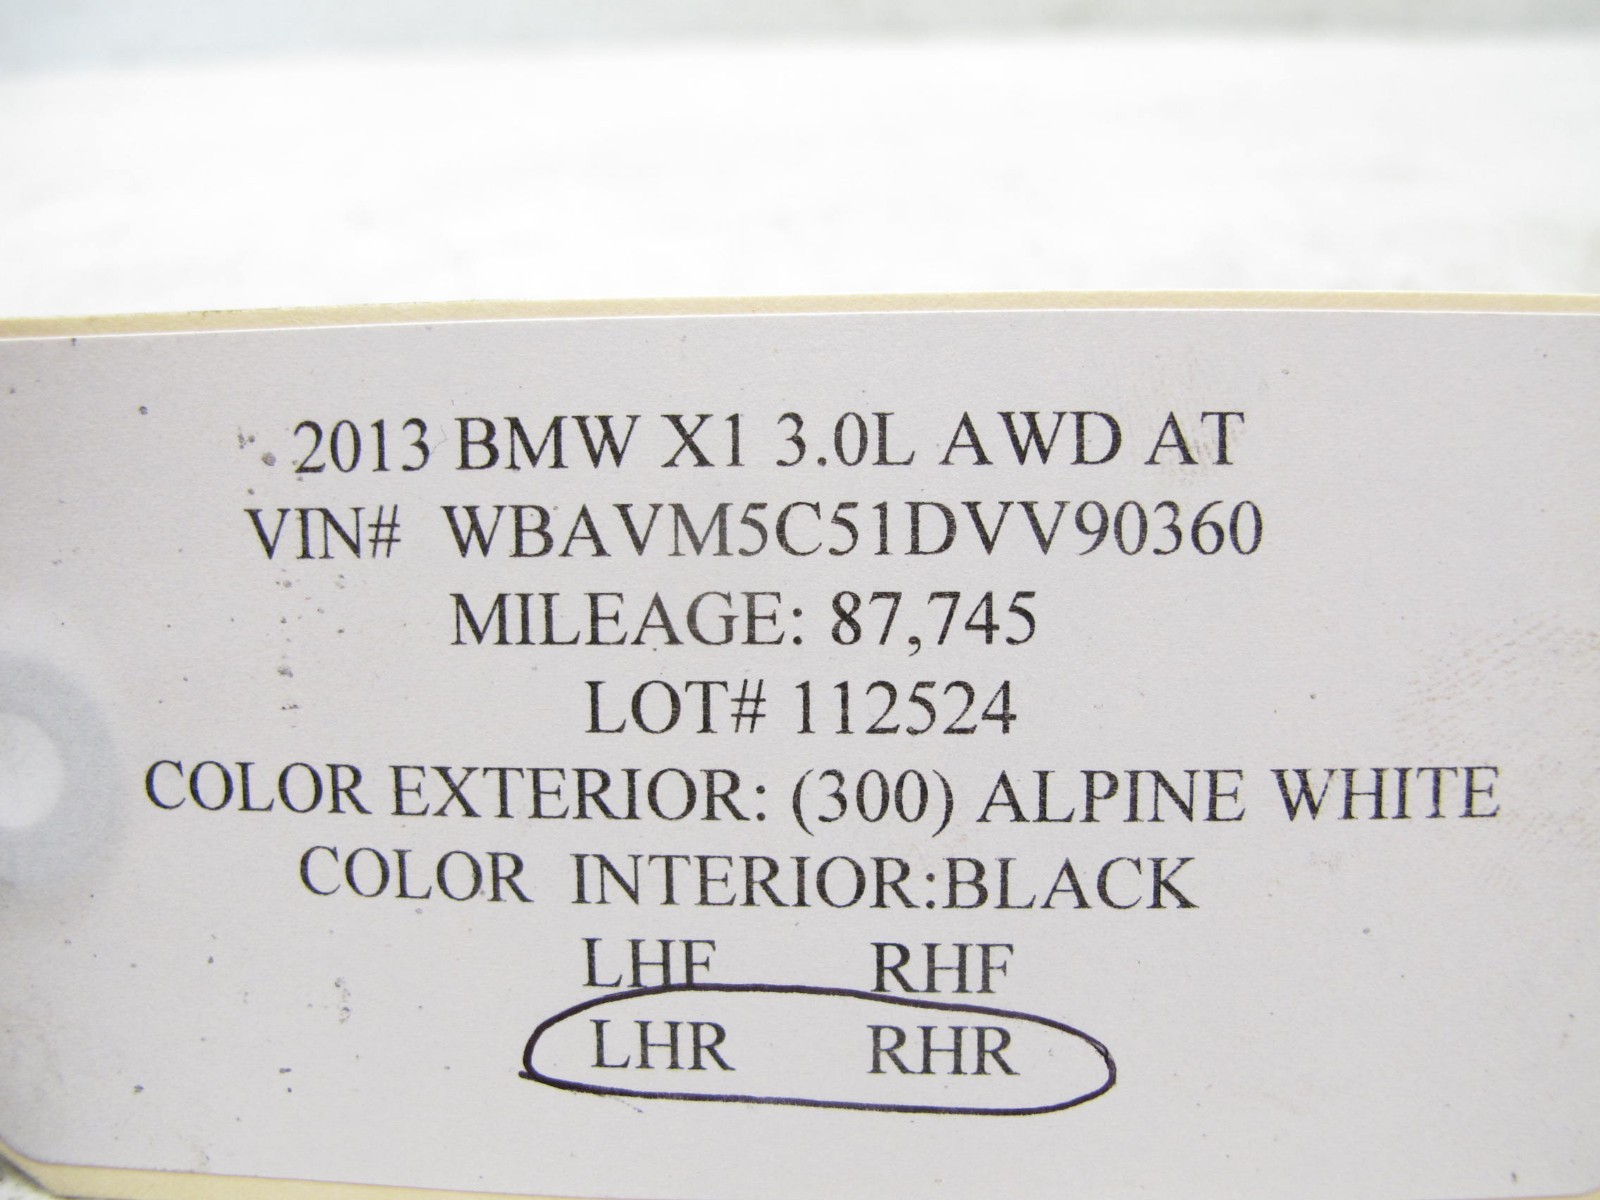 2013 BMW X1 3.0L AWD AT
VIN# WBAVM5C51DVV90360
MILEAGE: 87,745
LOT# 112524
COLOR EXTERIOR: (300) ALPINE WHITE
COLOR INTERIOR:BLACK
LHF RHF
LHR RHR